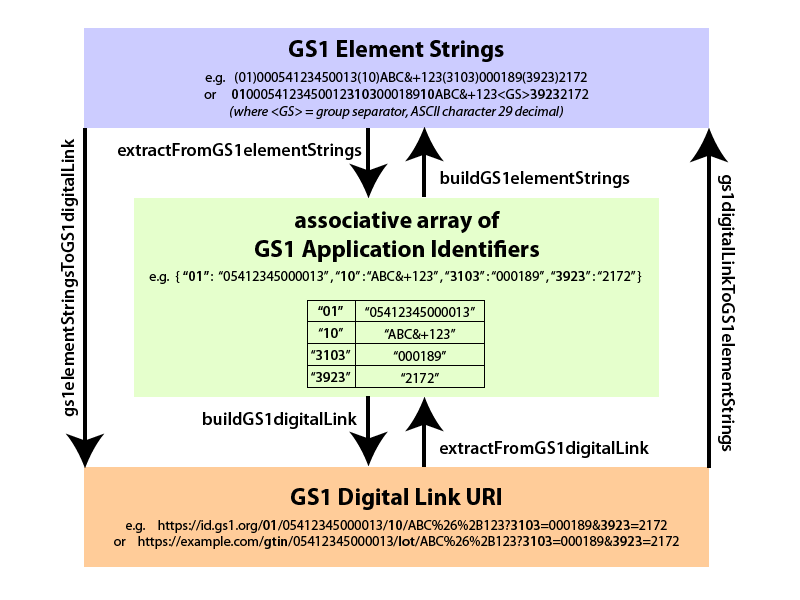 GS1 Element Strings
e.g. (01)00054123450013(10)ABC&+123(3103)000189(3923)2172
or 0100054123450012310300018910ABC&+123<GS>39232172
(where <GS> = group separator, ASCII character 29 decimal)
extractFromGS1elementStrings
buildGS1elementStrings
gs1elementStringsToGS1digitalLink
gs1digitalLinkToGS1elementStrings
associative array of
GS1 Application Identifiers
e.g. { “01” : “05412345000013” , “10” : “ABC&+123” , “3103” : “000189” , “3923” : “2172” }
“01” “05412345000013”
“10” “ABC&+123”
“3103” “000189”
“3923” “2172”
buildGS1digitalLink
extractFromGS1digitalLink
GS1 Digital Link URI
e.g. https://id.gs1.org/01/05412345000013/10/ABC%26%2B123?3103=000189&3923=2172
or https://example.com/gtin/05412345000013/lot/ABC%26%2B123?3103=000189&3923=2172